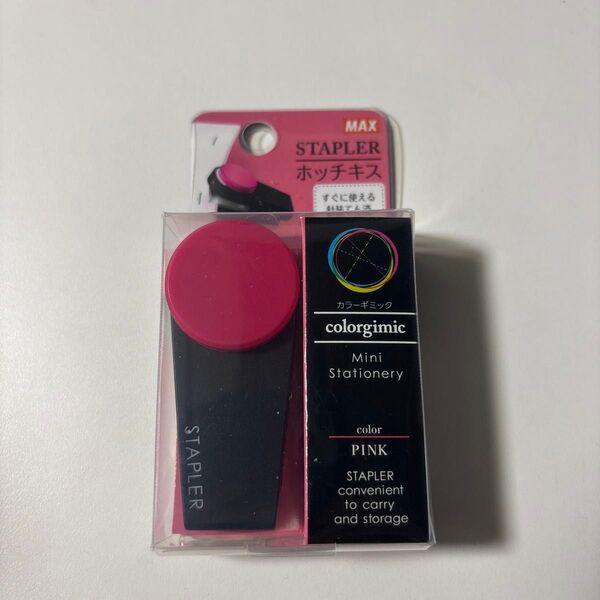 MAX
STAPLER
ホッチキス
すぐに使える
カラーギミック
colorgimic
Mini
Stationery
color
PINK
STAPLER
convenient
to carry
and storage
STAPLER